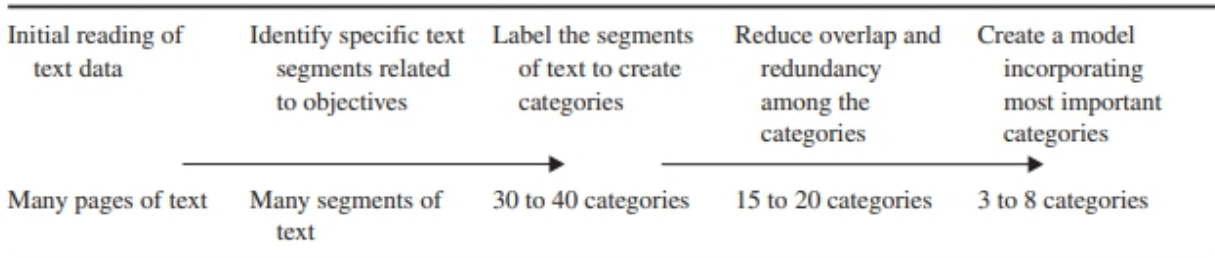 Initial reading of
text data
Identify specific text
segments related
to objectives
Label the segments
of text to create
categories
Reduce overlap and
redundancy
among the
categories
Create a model
incorporating
most important
categories
Many pages of text
Many segments of
text
30 to 40 categories
15 to 20 categories
3 to 8 categories